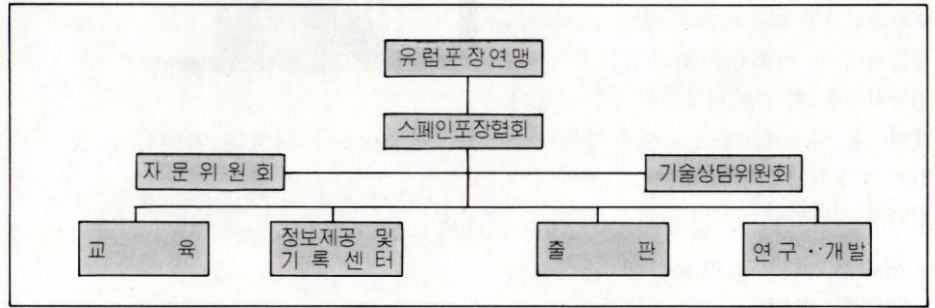 유럽포장연맹
스페인포장협회
자문위원회
기술상담위원회
교 육
정보제공 및
기록센터
출 판
연구··개발